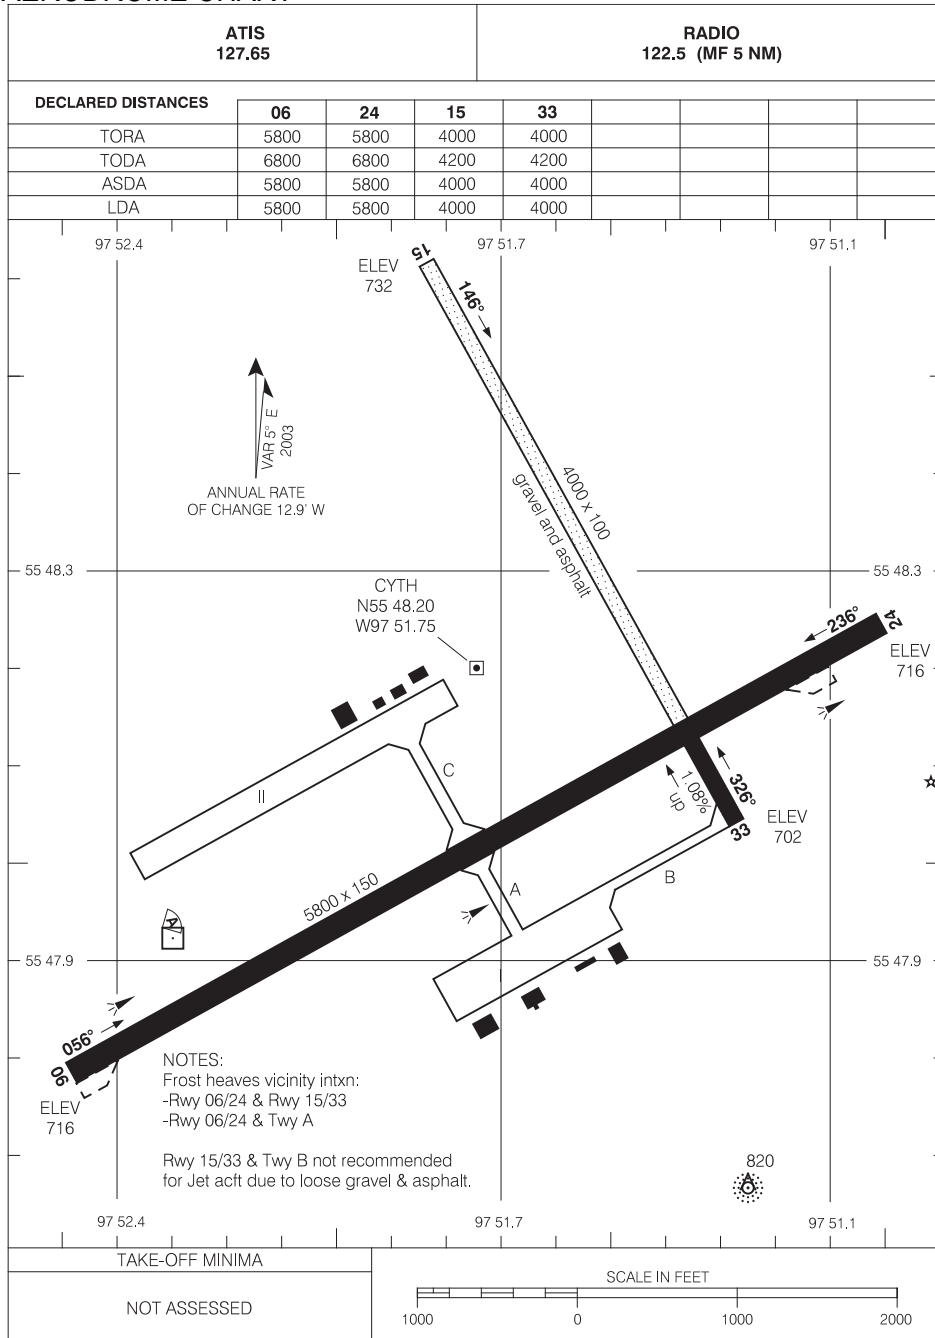 ATIS
127.65
RADIO
122.5 (MF 5 NM)
DECLARED DISTANCES 06 24 15 33
TORA 5800 5800 4000 4000
TODA 6800 6800 4200 4200
ASDA 5800 5800 4000 4000
LDA 5800 5800 4000 4000
97 52.4 97 51.7 97 51.1
15
ELEV
732
146°
VAR 5° E
2003
ANNUAL RATE
OF CHANGE 12.9' W
4000 x 100
gravel and asphalt
55 48.3 55 48.3
CYTH
N55 48.20
W97 51.75
236°
24
ELEV
716
C
II
1.08%
up
326°
33
ELEV
702
B
A
5800 x 150
A
I
55 47.9 55 47.9
056°
06
ELEV
716
NOTES:
Frost heaves vicinity intxn:
-Rwy 06/24 & Rwy 15/33
-Rwy 06/24 & Twy A
Rwy 15/33 & Twy B not recommended
for Jet acft due to loose gravel & asphalt.
820
97 52.4 97 51.7 97 51.1
TAKE-OFF MINIMA
NOT ASSESSED
SCALE IN FEET
1000 0 1000 2000